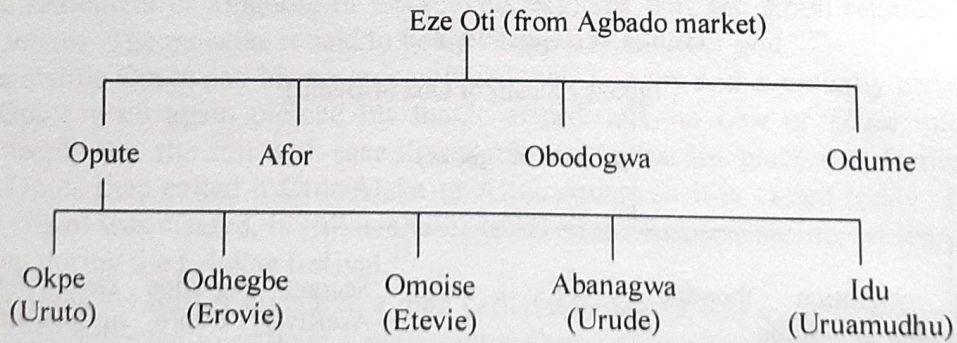 Eze Oti (from Agbado market)
Opute Afor Obodogwa Odume
Okpe Odhegbe Omoise Abanagwa Idu
(Uruto) (Erovie) (Etevie) (Urude) (Uruamudhu)